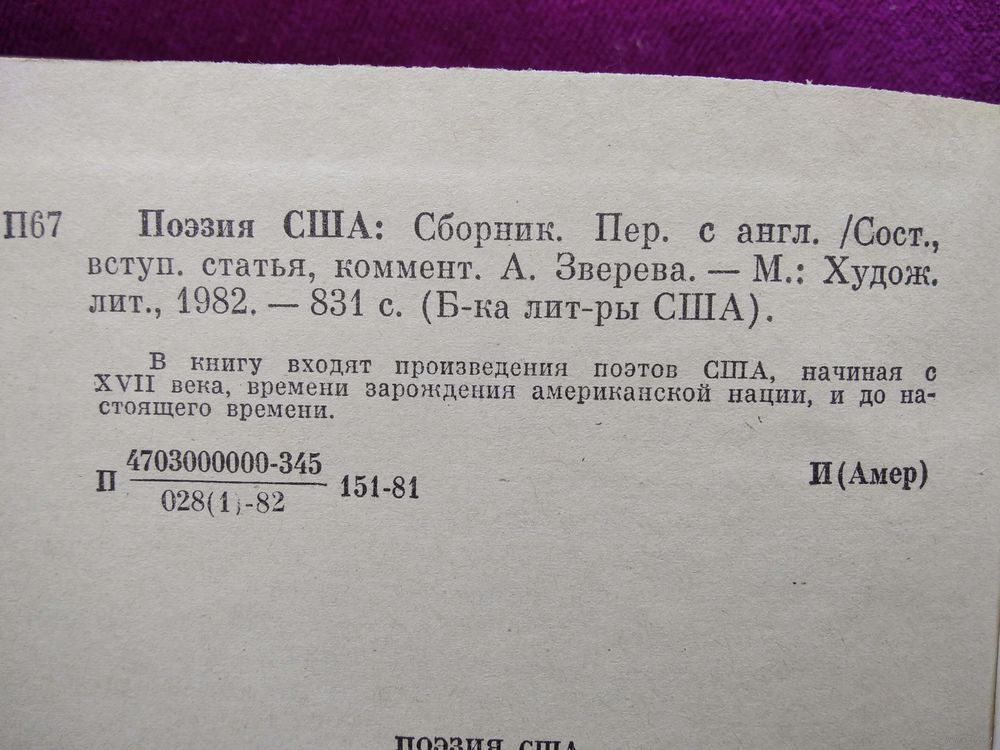 П67 Поэзия США: Сборник. Пер. с англ. /Сост.,
вступ. статья, коммент. А. Зверева. — М.: Худож.
лит., 1982. — 831 с. (Б-ка лит-ры США).
В книгу входят произведения поэтов США, начиная с
XVII века, времени зарождения американской нации, и до на-
стоящего времени.
П 4703000000-345 151-81 И(Амер)
028(1)-82
ПОЭЗИЯ США